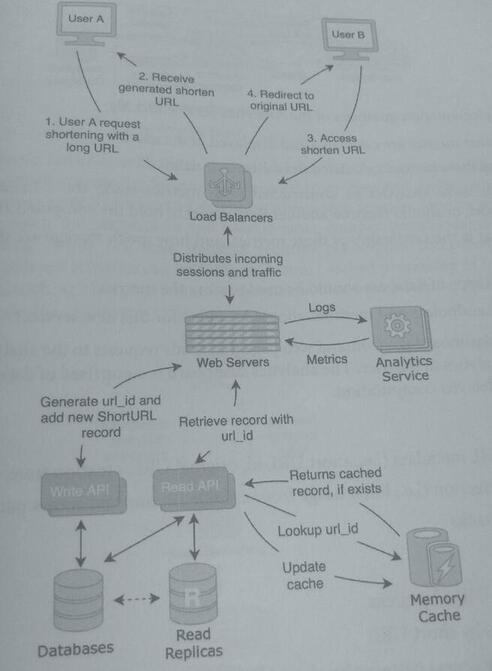 User A
User B
2. Receive
generated shorten
URL
4. Redirect to
original URL
1. User A request
shortening with a
long URL
3. Access
shorten URL
Load Balancers
Distributes incoming
sessions and traffic
Logs
Web Servers
Metrics
Analytics
Service
Generate url_id and
add new ShortURL
record
Retrieve record with
url_id
Write API
Read API
Returns cached
record, if exists
Lookup url_id
Update
cache
Memory
Cache
R
Databases
Read
Replicas